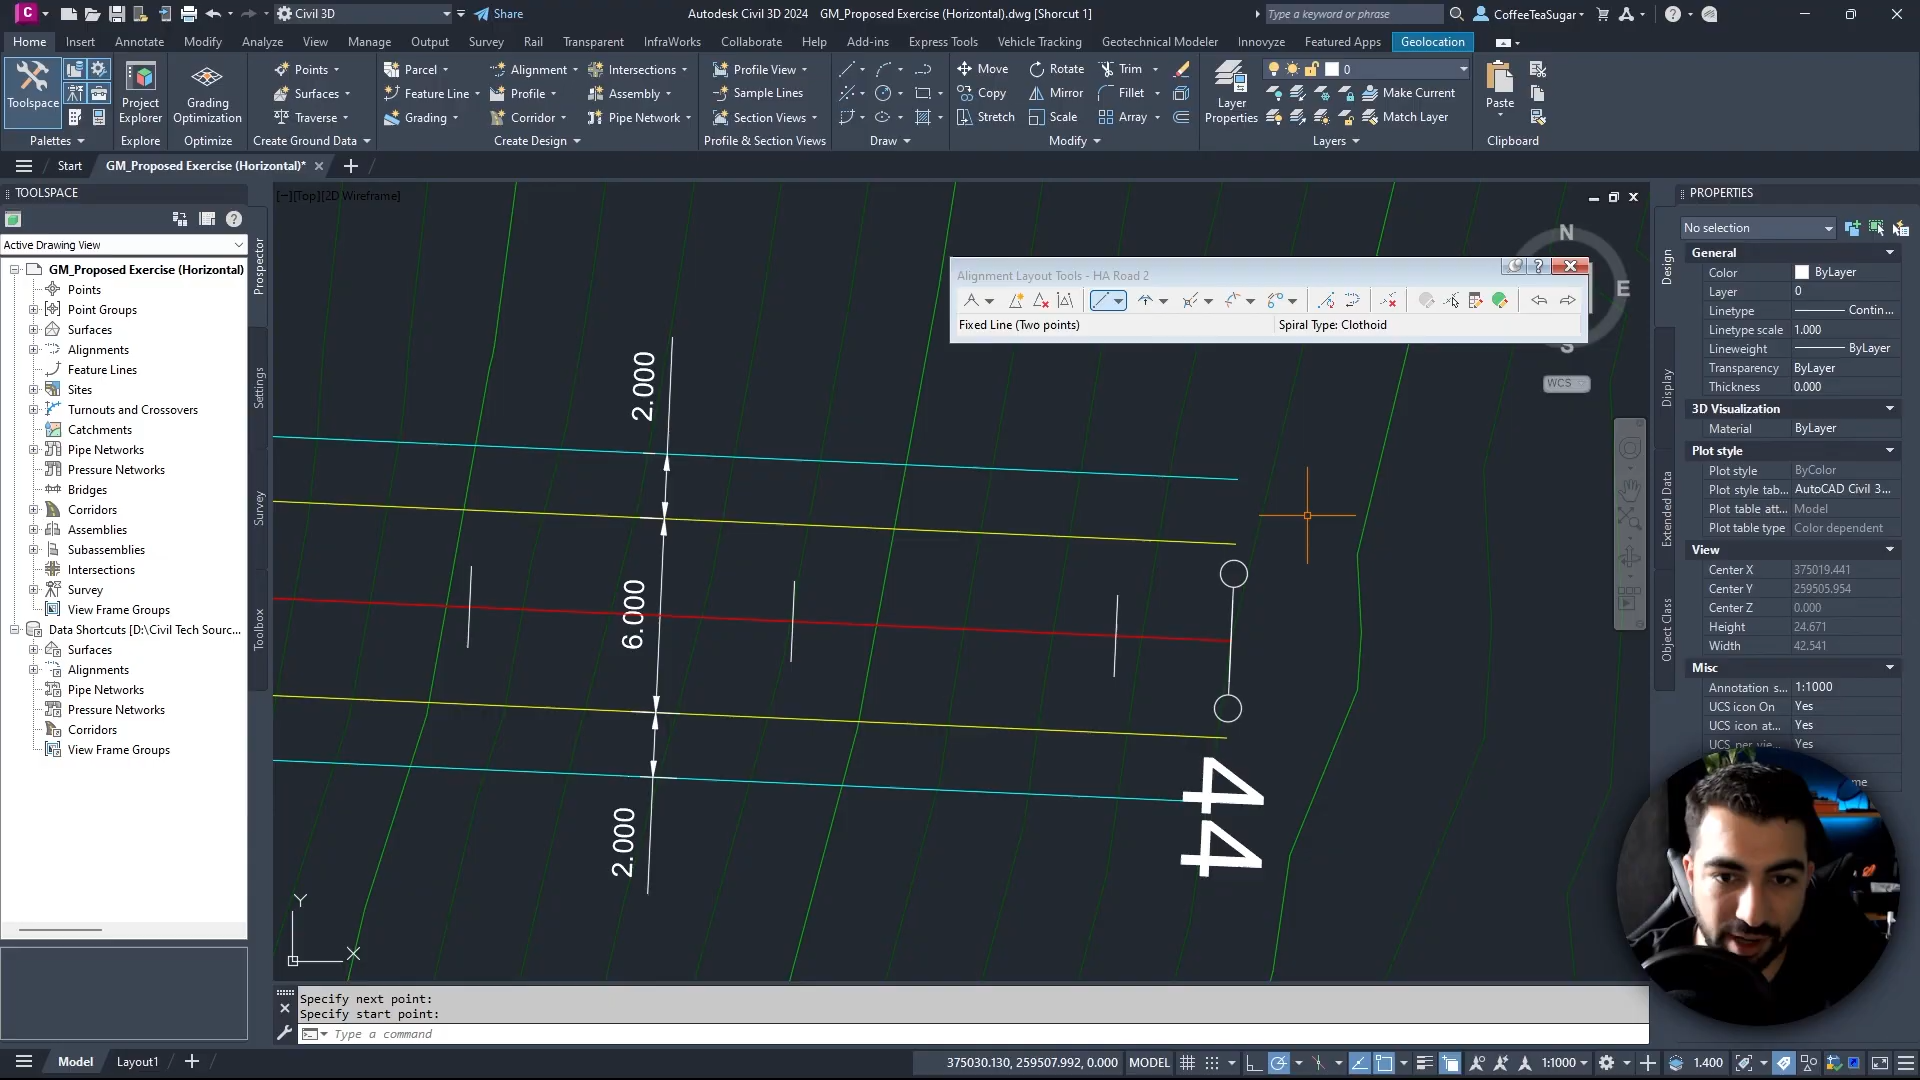 C
Civil 3D
Share
Autodesk Civil 3D 2024 GM_Proposed Exercise (Horizontal).dwg [Shorcut 1]
Type a keyword or phrase
CoffeeTeaSugar
Home Insert Annotate Modify Analyze View Manage Output Survey Rail Transparent InfraWorks Collaborate Help Add-ins Express Tools Vehicle Tracking Geotechnical Modeler Innovyze Featured Apps Geolocation
Toolspace
Palettes
Project Explorer
Explore
Grading Optimization
Optimize
Points
Surfaces
Traverse
Create Ground Data
Parcel
Feature Line
Grading
Alignment
Profile
Corridor
Intersections
Assembly
Pipe Network
Create Design
Profile View
Sample Lines
Section Views
Profile & Section Views
Draw
Move Rotate Trim
Copy Mirror Fillet
Stretch Scale Array
Modify
Layer Properties
0
Make Current
Match Layer
Layers
Paste
Clipboard
Start
GM_Proposed Exercise (Horizontal)*
TOOLSPACE
Active Drawing View
GM_Proposed Exercise (Horizontal)
Points
Point Groups
Surfaces
Alignments
Feature Lines
Sites
Turnouts and Crossovers
Catchments
Pipe Networks
Pressure Networks
Bridges
Corridors
Assemblies
Subassemblies
Intersections
Survey
View Frame Groups
Data Shortcuts [D:\Civil Tech Sourc...
Surfaces
Alignments
Pipe Networks
Pressure Networks
Corridors
View Frame Groups
Prospector
Settings
Survey
Toolbox
[−][Top][2D Wireframe]
2.000
6.000
2.000
44
Y
X
N
E
S
WCS
Alignment Layout Tools - HA Road 2
Fixed Line (Two points)
Spiral Type: Clothoid
PROPERTIES
No selection
Design
Display
Extended Data
Object Class
General
Color ByLayer
Layer 0
Linetype Contin...
Linetype scale 1.000
Lineweight ByLayer
Transparency ByLayer
Thickness 0.000
3D Visualization
Material ByLayer
Plot style
Plot style ByColor
Plot style tab... AutoCAD Civil 3...
Plot table att... Model
Plot table type Color dependent
View
Center X 375019.441
Center Y 259505.954
Center Z 0.000
Height 24.671
Width 42.541
Misc
Annotation s... 1:1000
UCS icon On Yes
UCS icon at... Yes
UCS per vie... Yes
me
Specify next point:
Specify start point:
Type a command
Model Layout1
375030.130, 259507.992, 0.000 MODEL
1:1000
1.400